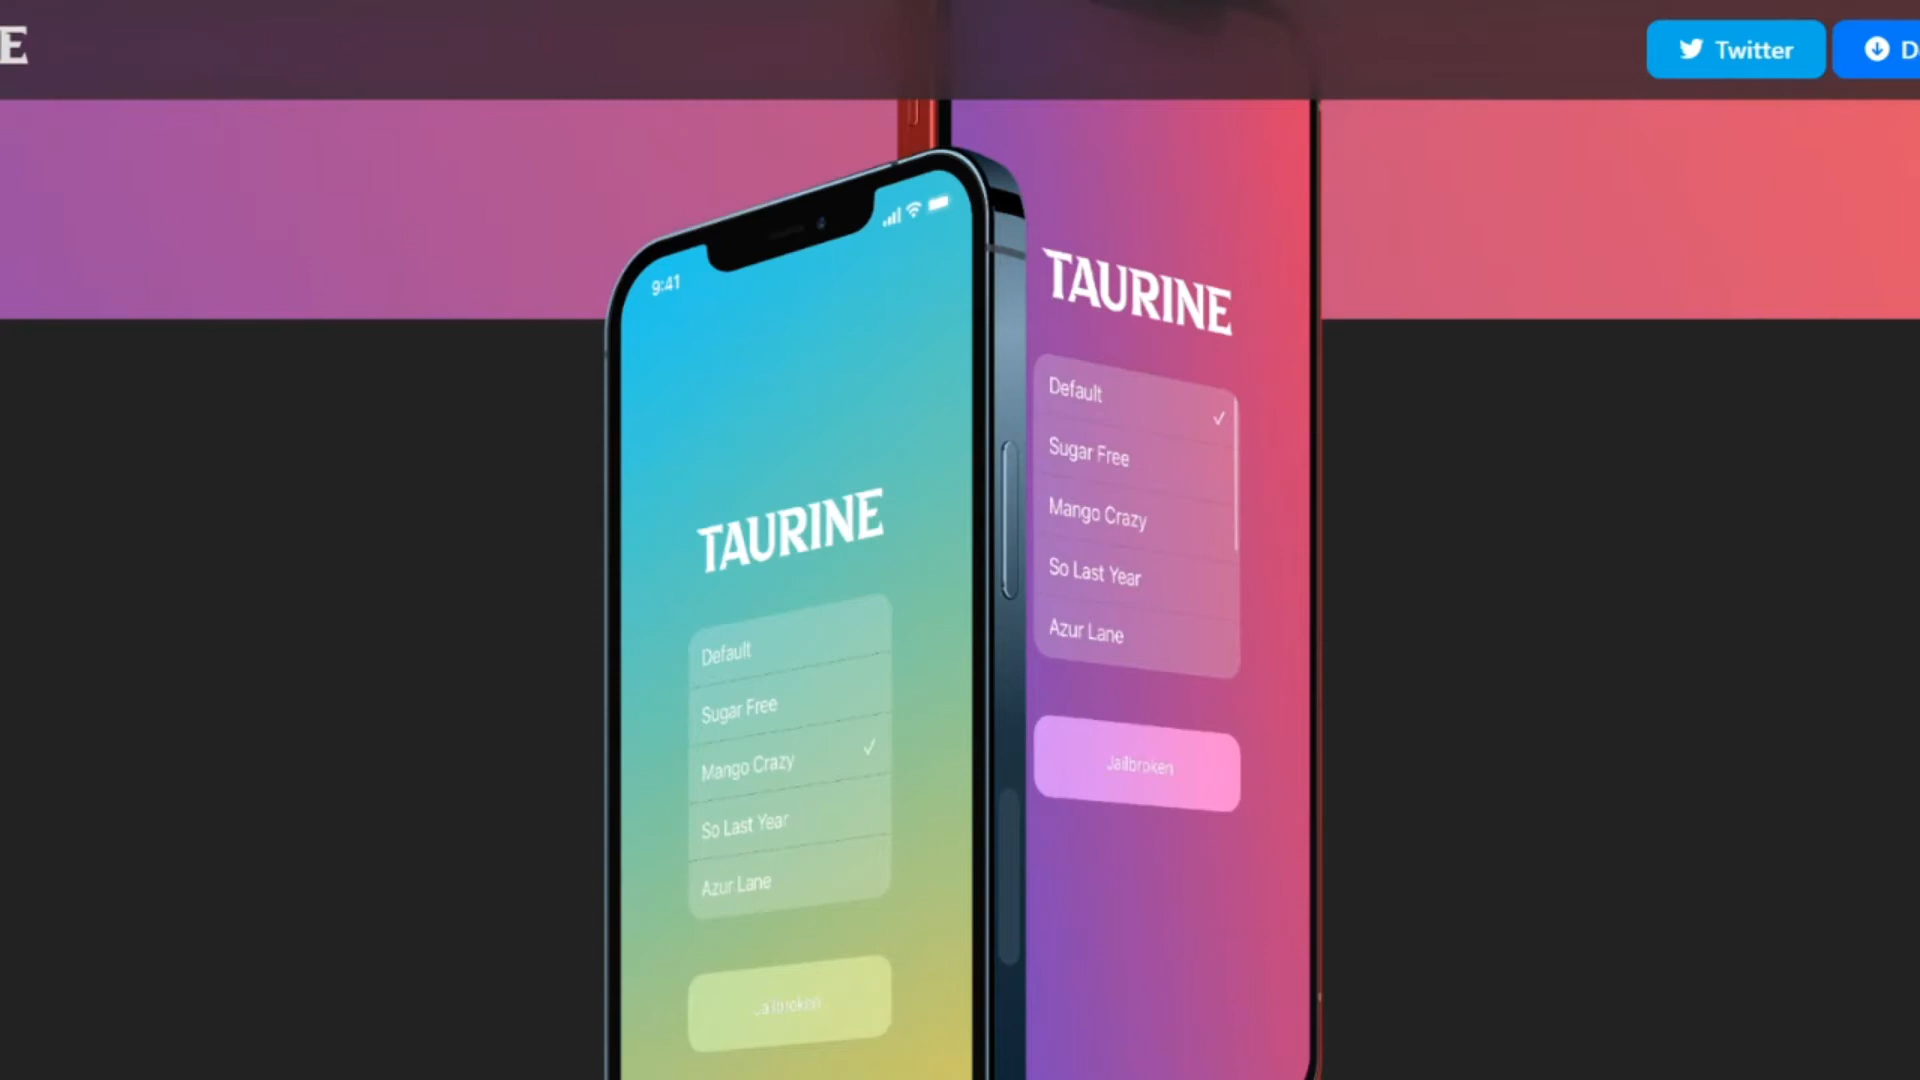 E
Twitter
D
9:41
TAURINE
Default
Sugar Free
Mango Crazy
So Last Year
Azur Lane
Jailbroken
TAURINE
Default
Sugar Free
Mango Crazy
So Last Year
Azur Lane
Jailbroken